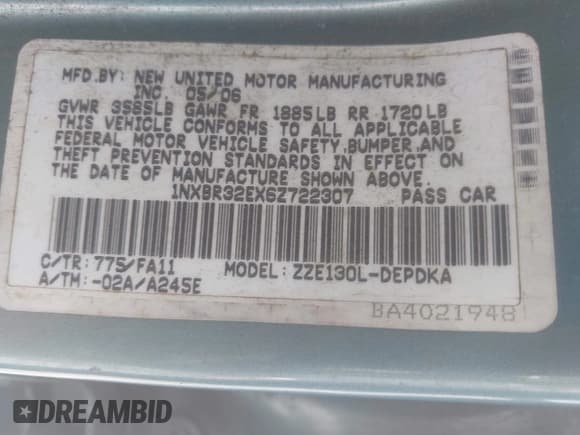 MFD.BY: NEW UNITED MOTOR MANUFACTURING
INC. 05/06
GVWR 3585LB GAWR FR 1885LB RR 1720LB
THIS VEHICLE CONFORMS TO ALL APPLICABLE
FEDERAL MOTOR VEHICLE SAFETY,BUMPER,AND
THEFT PREVENTION STANDARDS IN EFFECT ON
THE DATE OF MANUFACTURE SHOWN ABOVE.
1NXBR32EX6Z722307 PASS CAR
C/TR: 775/FA11 MODEL: ZZE130L-DEPDKA
A/TM: -02A/A245E
BA4021948
DREAMBID